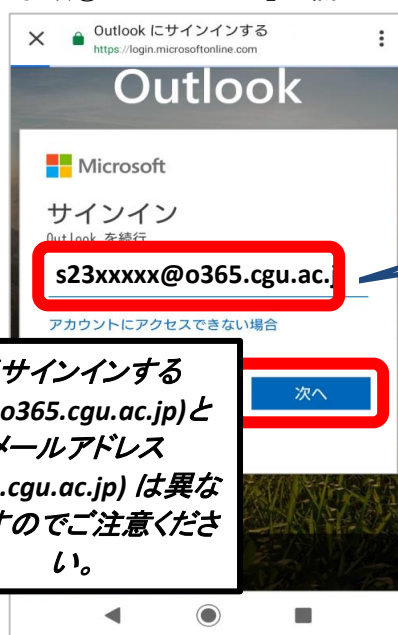 Outlook にサインインする
https://login.microsoftonline.com
Outlook
Microsoft
サインイン
Outlook を続行
s23xxxxx@o365.cgu.ac.j
アカウントにアクセスできない場合
次へ
サインインする
o365.cgu.ac.jp)と
メールアドレス
.cgu.ac.jp) は異な
すのでご注意くださ
い。